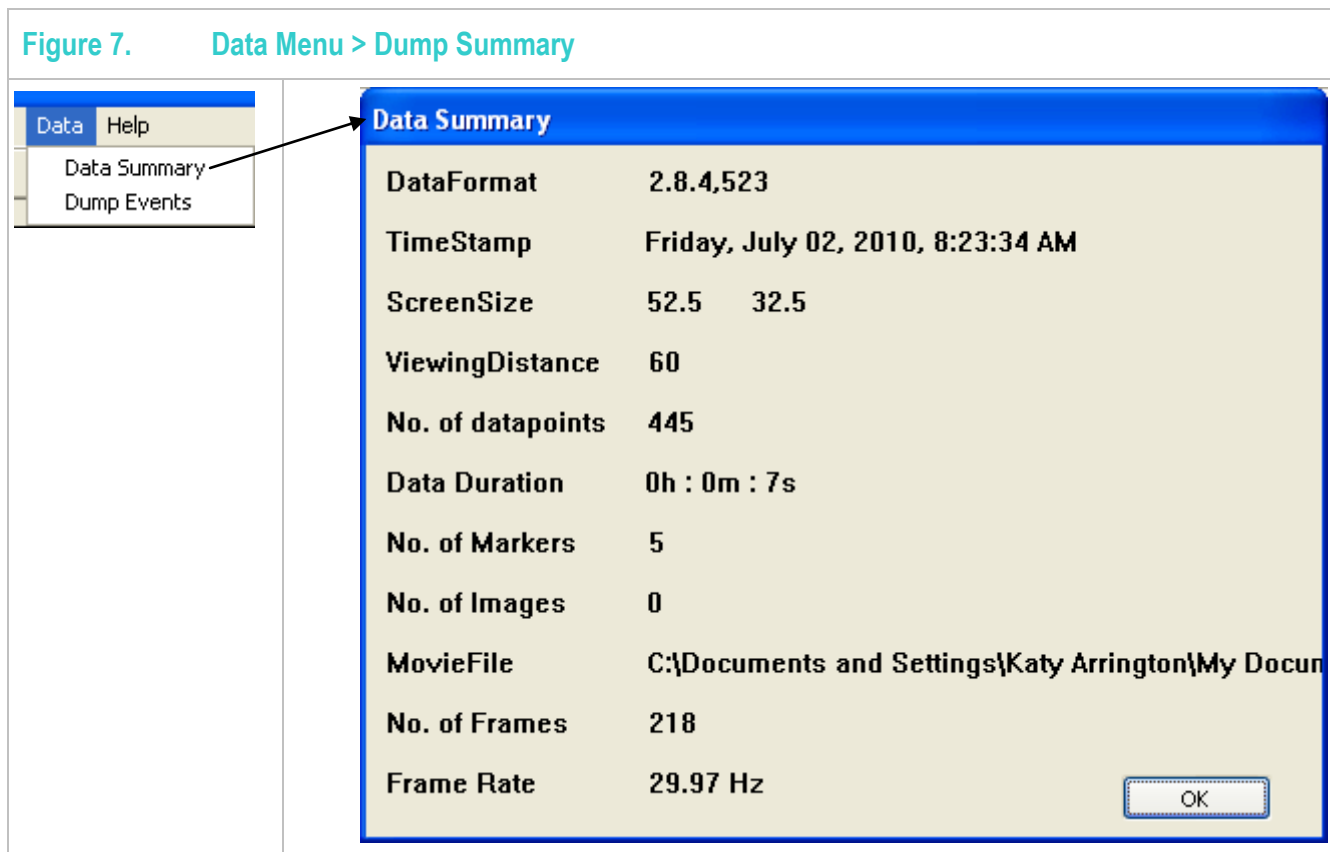 Figure 7. Data Menu > Dump Summary
Data Help
Data Summary
Dump Events
Data Summary
DataFormat 2.8.4,523
TimeStamp Friday, July 02, 2010, 8:23:34 AM
ScreenSize 52.5 32.5
ViewingDistance 60
No. of datapoints 445
Data Duration 0h : 0m : 7s
No. of Markers 5
No. of Images 0
MovieFile C:\Documents and Settings\Katy Arrington\My Docun
No. of Frames 218
Frame Rate 29.97 Hz
OK